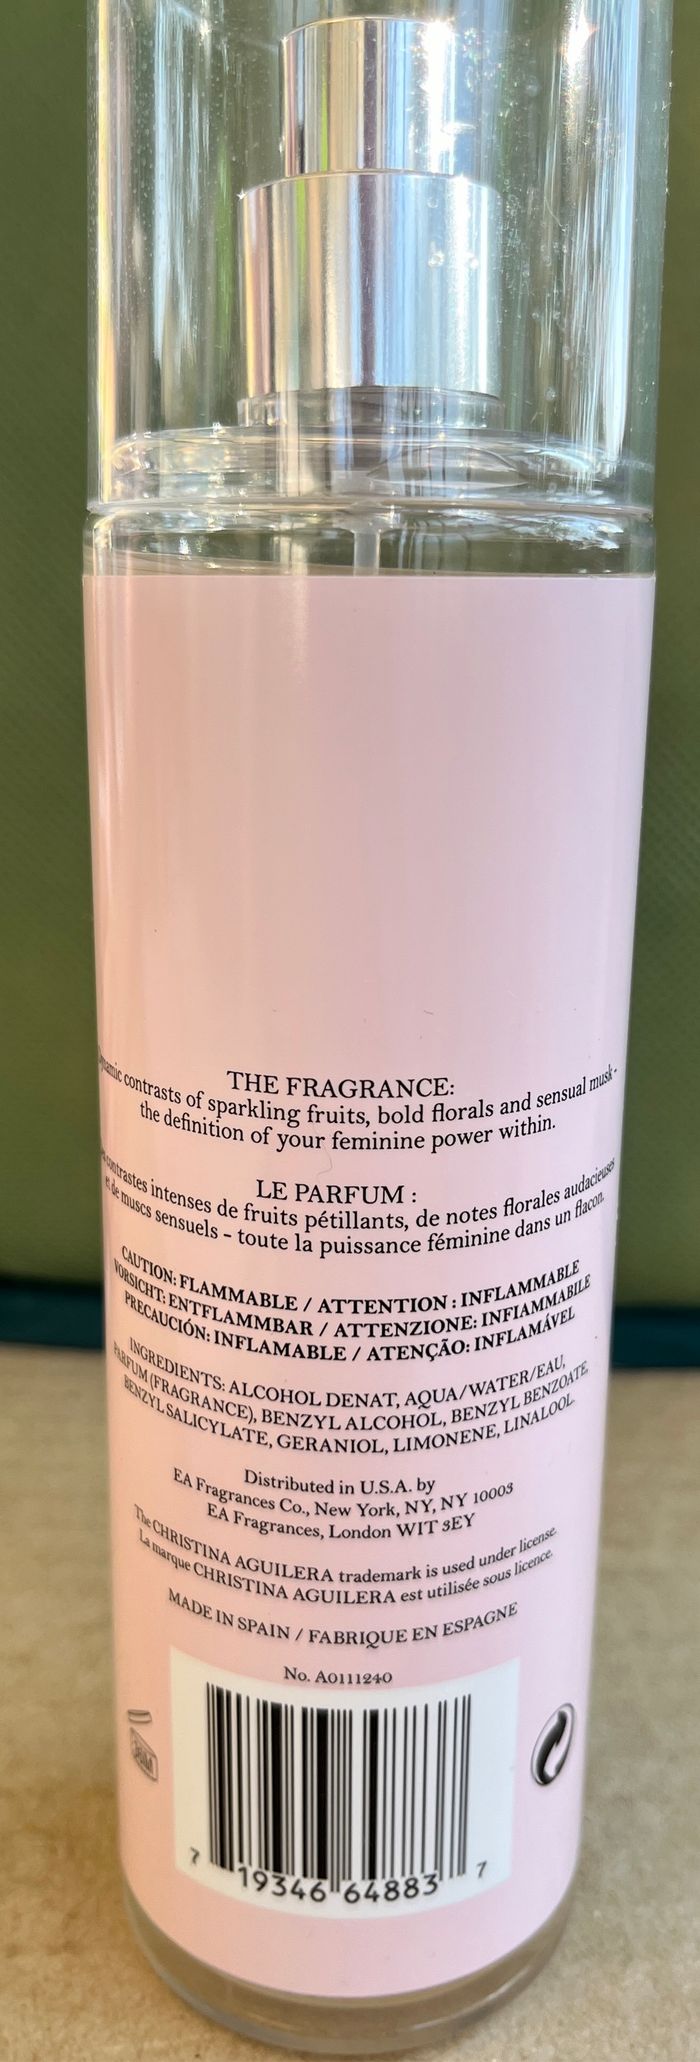 THE FRAGRANCE:
contrasts of sparkling fruits, bold florals and sensual musk -
the definition of your feminine power within.
LE PARFUM :
contrastes intenses de fruits pétillants, de notes florales audacieuses
et de muscs sensuels - toute la puissance féminine dans un flacon.
CAUTION: FLAMMABLE / ATTENTION : INFLAMMABLE
VORSICHT: ENTFLAMMBAR / ATTENZIONE: INFIAMMABILE
PRECAUCIÓN: INFLAMABLE / ATENÇÃO: INFLAMÁVEL
INGREDIENTS: ALCOHOL DENAT, AQUA/WATER/EAU,
PARFUM (FRAGRANCE), BENZYL ALCOHOL, BENZYL BENZOATE,
BENZYL SALICYLATE, GERANIOL, LIMONENE, LINALOOL
Distributed in U.S.A. by
EA Fragrances Co., New York, NY, NY 10003
EA Fragrances, London W1T 3EY
The CHRISTINA AGUILERA trademark is used under license.
La marque CHRISTINA AGUILERA est utilisée sous licence.
MADE IN SPAIN / FABRIQUE EN ESPAGNE
No. A0111240
7 19346 64883 7